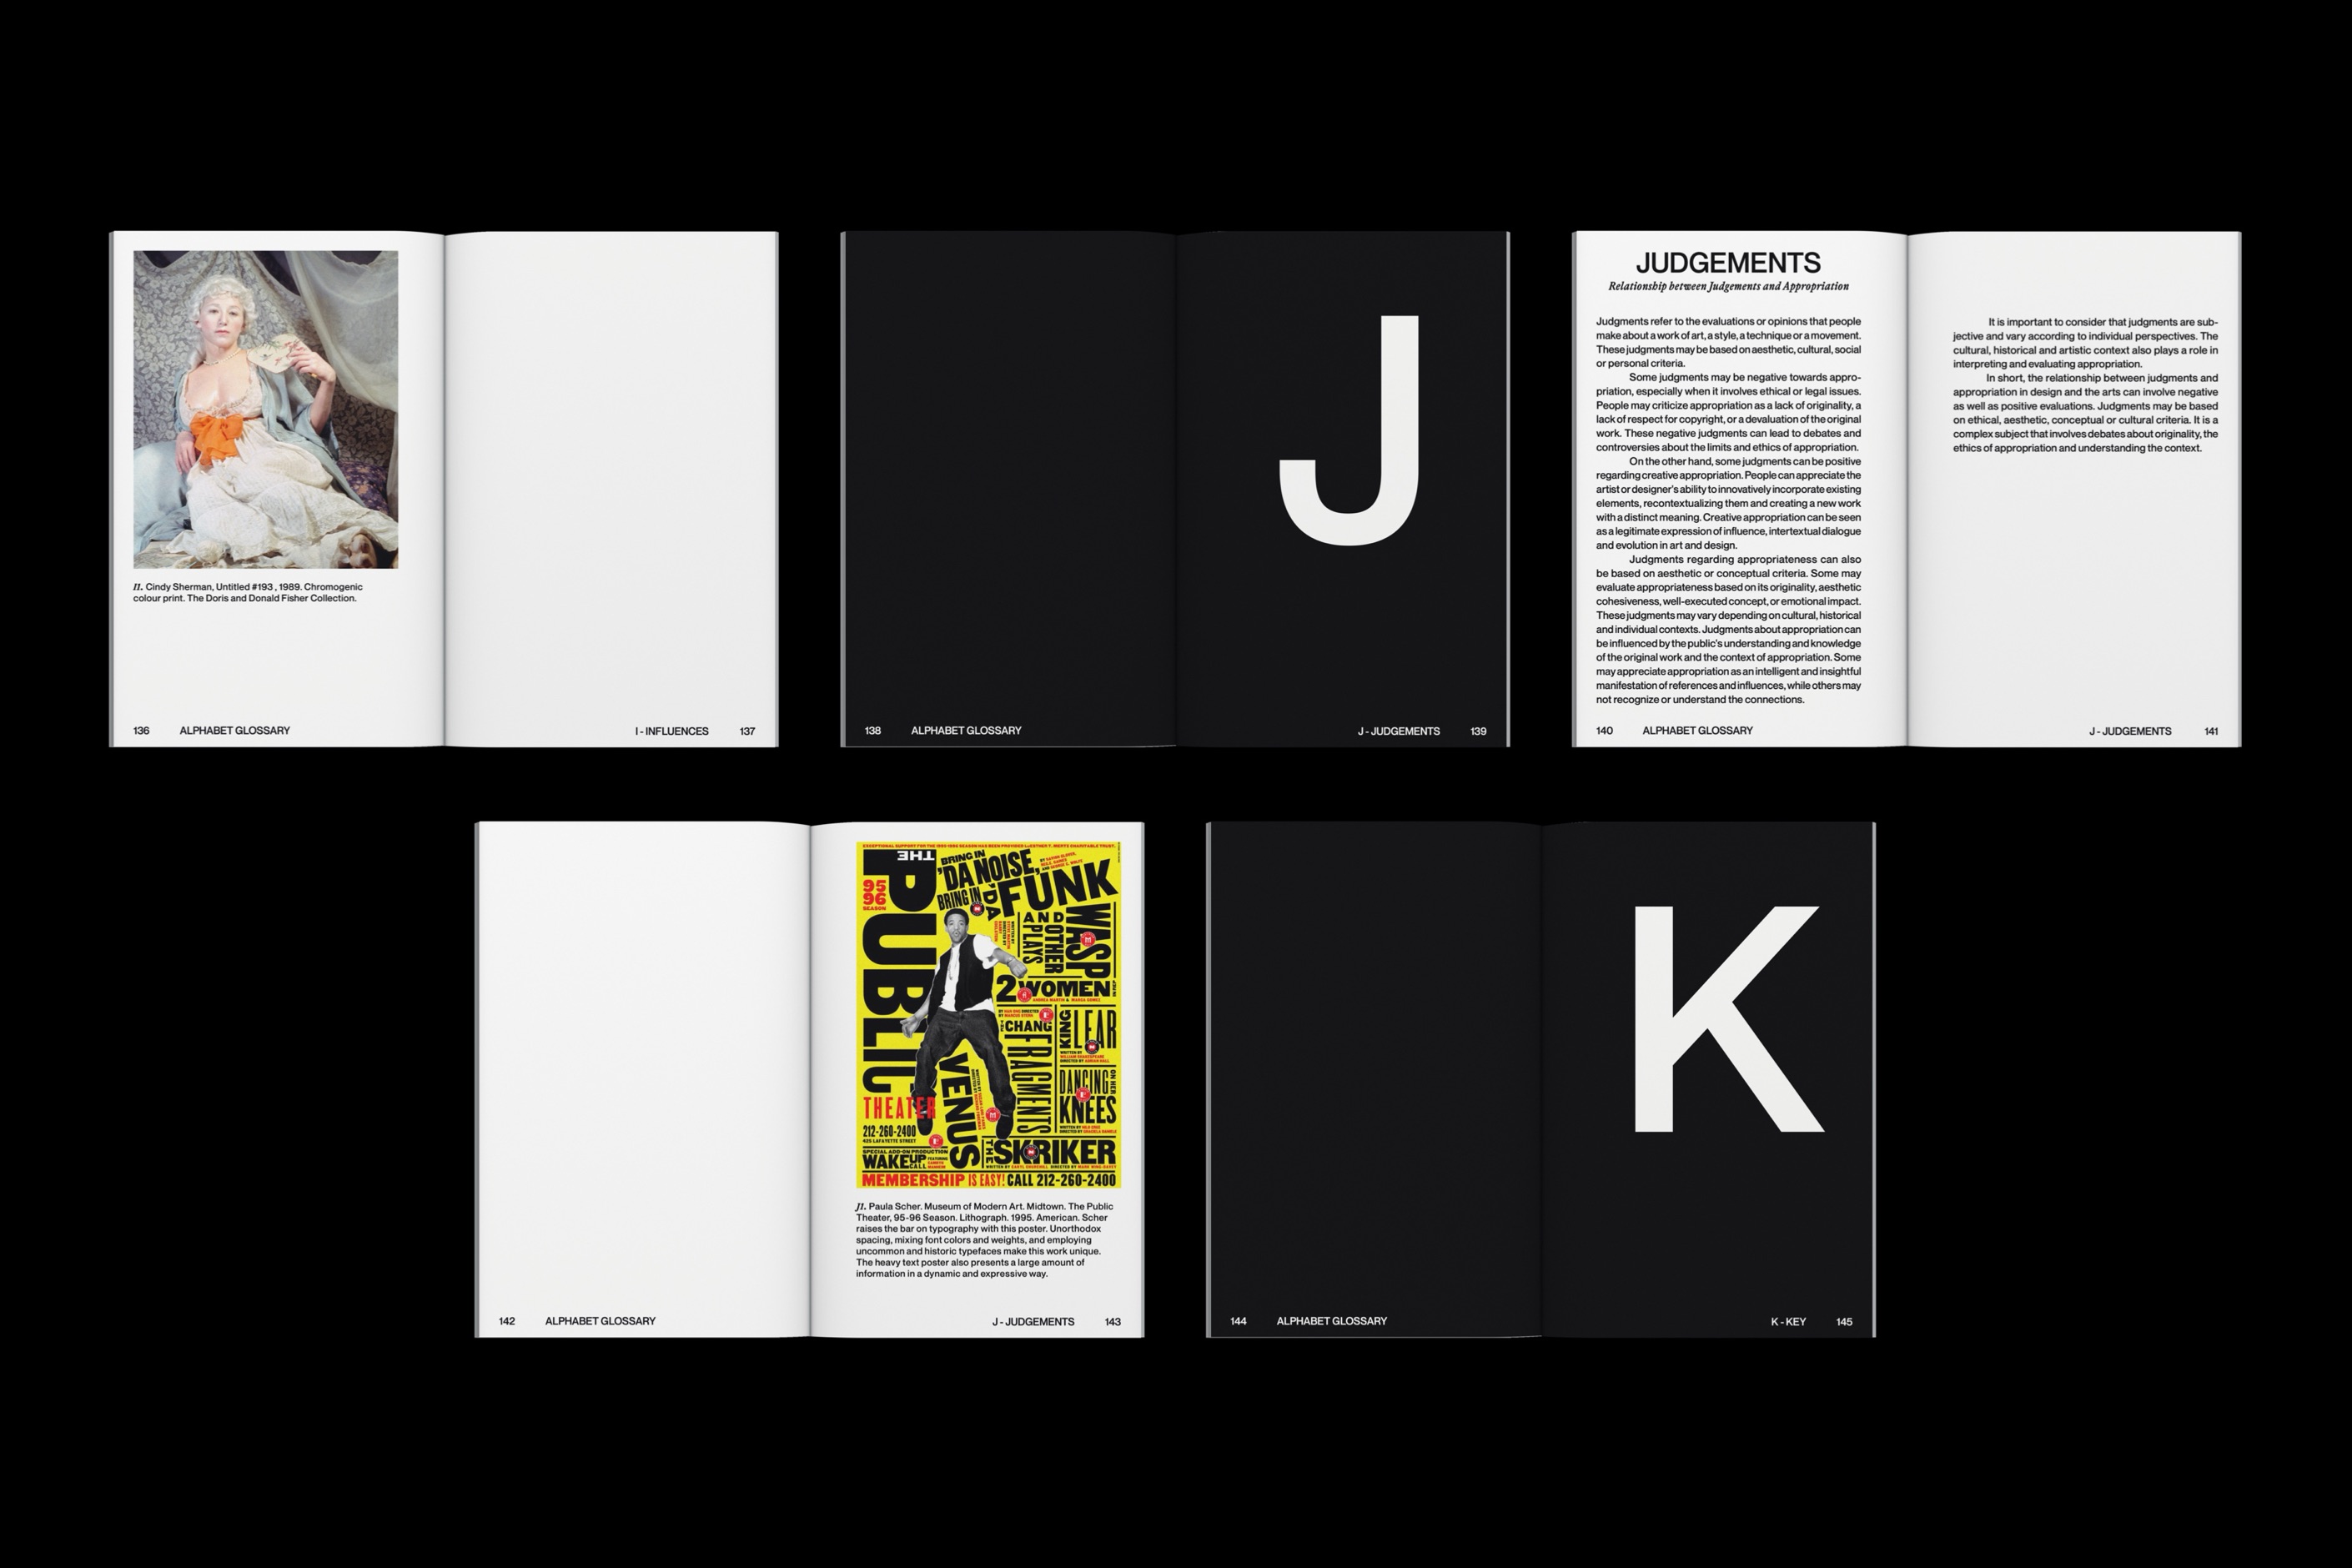 II. Cindy Sherman, Untitled #193 , 1989. Chromogenic
colour print. The Doris and Donald Fisher Collection.
136 ALPHABET GLOSSARY
I - INFLUENCES 137
J
138 ALPHABET GLOSSARY
J - JUDGEMENTS 139
JUDGEMENTS
Relationship between Judgements and Appropriation
Judgments refer to the evaluations or opinions that people
make about a work of art, a style, a technique or a movement.
These judgments may be based on aesthetic, cultural, social
or personal criteria.
Some judgments may be negative towards appro-
priation, especially when it involves ethical or legal issues.
People may criticize appropriation as a lack of originality, a
lack of respect for copyright, or a devaluation of the original
work. These negative judgments can lead to debates and
controversies about the limits and ethics of appropriation.
On the other hand, some judgments can be positive
regarding creative appropriation. People can appreciate the
artist or designer's ability to innovatively incorporate existing
elements, recontextualizing them and creating a new work
with a distinct meaning. Creative appropriation can be seen
as a legitimate expression of influence, intertextual dialogue
and evolution in art and design.
Judgments regarding appropriateness can also
be based on aesthetic or conceptual criteria. Some may
evaluate appropriateness based on its originality, aesthetic
cohesiveness, well-executed concept, or emotional impact.
These judgments may vary depending on cultural, historical
and individual contexts. Judgments about appropriation can
be influenced by the public's understanding and knowledge
of the original work and the context of appropriation. Some
may appreciate appropriation as an intelligent and insightful
manifestation of references and influences, while others may
not recognize or understand the connections.
140 ALPHABET GLOSSARY
It is important to consider that judgments are sub-
jective and vary according to individual perspectives. The
cultural, historical and artistic context also plays a role in
interpreting and evaluating appropriation.
In short, the relationship between judgments and
appropriation in design and the arts can involve negative
as well as positive evaluations. Judgments may be based
on ethical, aesthetic, conceptual or cultural criteria. It is a
complex subject that involves debates about originality, the
ethics of appropriation and understanding the context.
J - JUDGEMENTS 141
142 ALPHABET GLOSSARY
THE
PUBLIC
THEATER
95
96
SEASON
BRING IN
'DA NOISE,
BRING IN
'DA
FUNK
AND
OTHER
PLAYS
WASP
2 WOMEN
CHANG
FRAGMENTS
KING
LEAR
DANCING
ON HER
KNEES
VENUS
THE
SKRIKER
212-260-2400
425 LAFAYETTE STREET
SPECIAL ADD-ON PRODUCTION
WAKE UP
CALL
MEMBERSHIP IS EASY! CALL 212-260-2400
J1. Paula Scher. Museum of Modern Art. Midtown. The Public
Theater, 95-96 Season. Lithograph. 1995. American. Scher
raises the bar on typography with this poster. Unorthodox
spacing, mixing font colors and weights, and employing
uncommon and historic typefaces make this work unique.
The heavy text poster also presents a large amount of
information in a dynamic and expressive way.
J - JUDGEMENTS 143
K
144 ALPHABET GLOSSARY
K - KEY 145